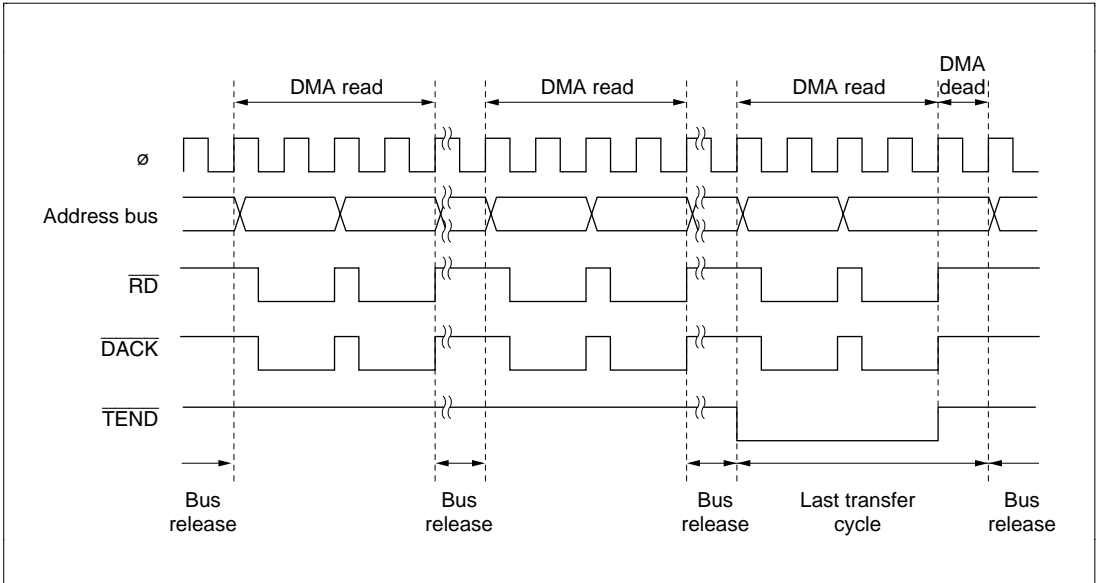 DMA read
DMA read
DMA read
DMA
dead
ø
Address bus
RD
DACK
TEND
Bus
release
Bus
release
Bus
release
Last transfer
cycle
Bus
release